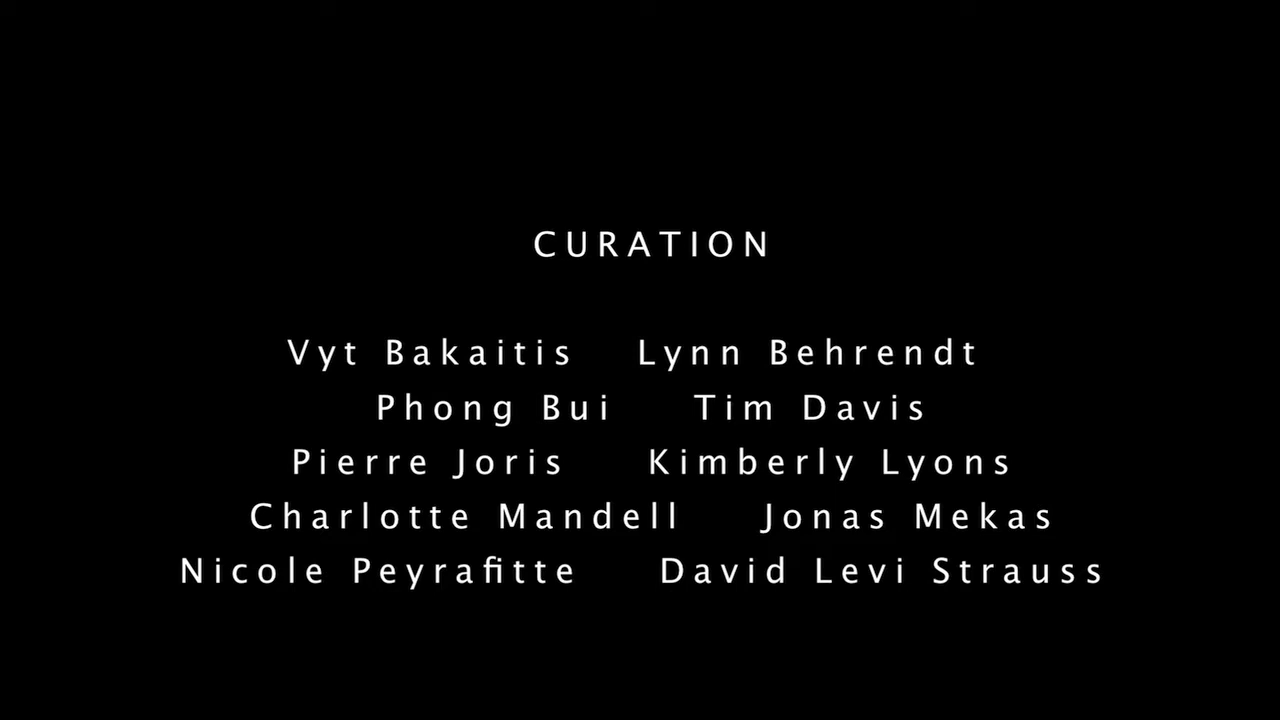 CURATION
Vyt Bakaitis Lynn Behrendt
Phong Bui Tim Davis
Pierre Joris Kimberly Lyons
Charlotte Mandell Jonas Mekas
Nicole Peyrafitte David Levi Strauss